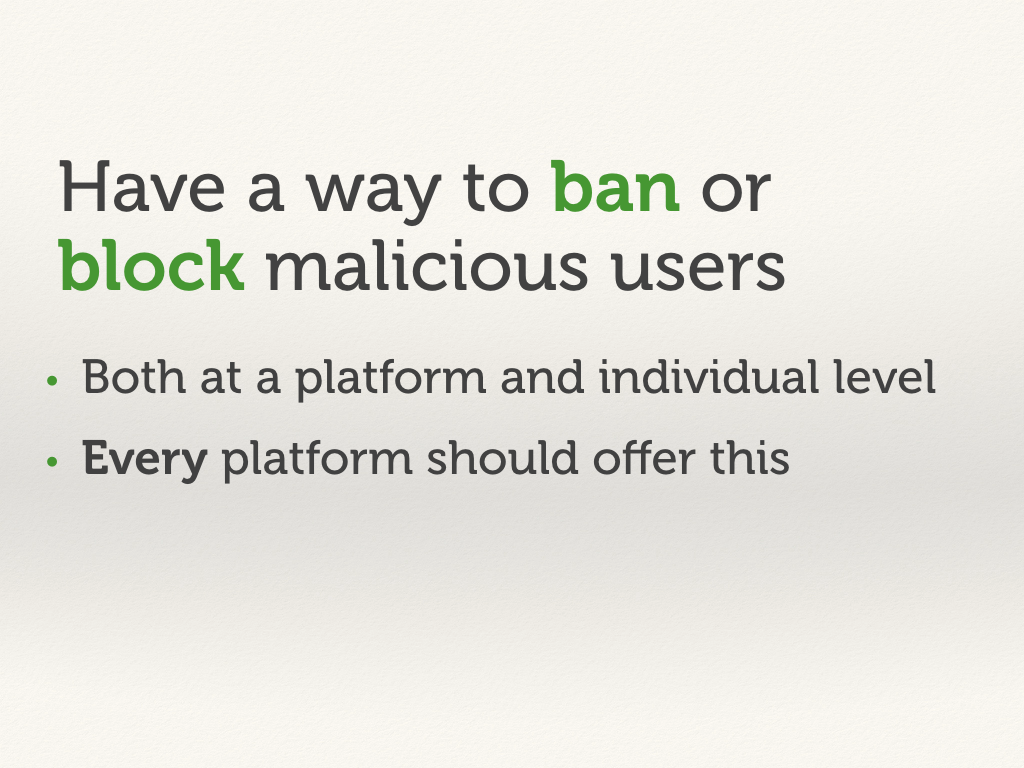 Have a way to ban or
block malicious users
• Both at a platform and individual level
• Every platform should offer this